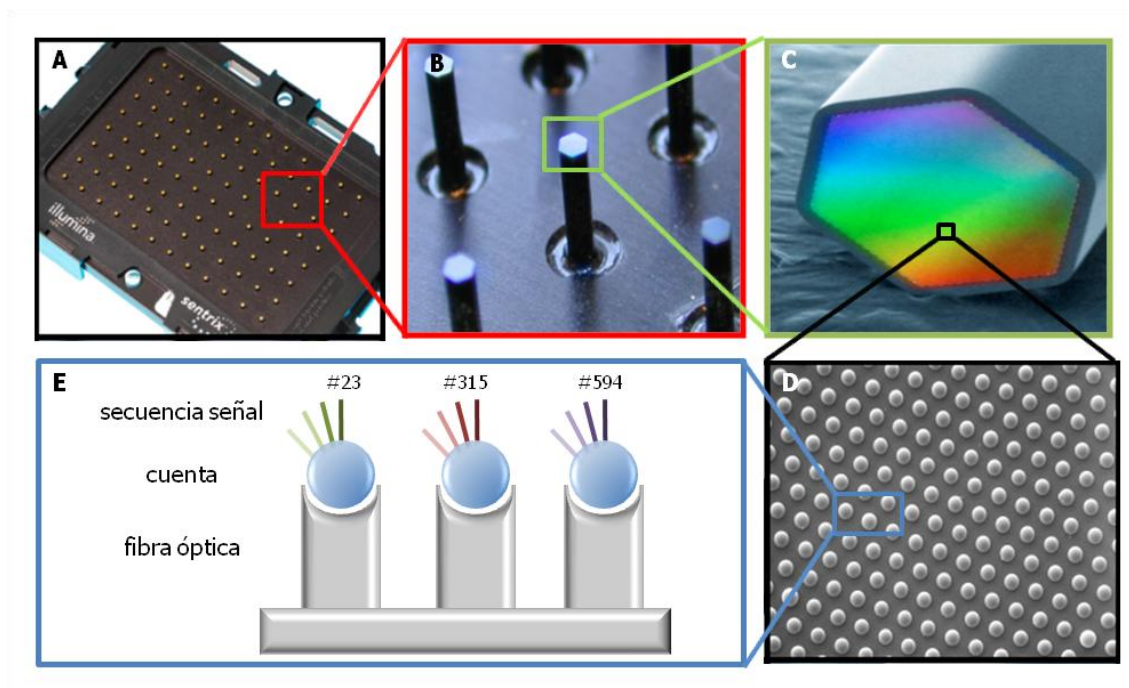 A
B
C
illumina
sentrix
E
#23
#315
#594
D
secuencia señal
cuenta
fibra óptica